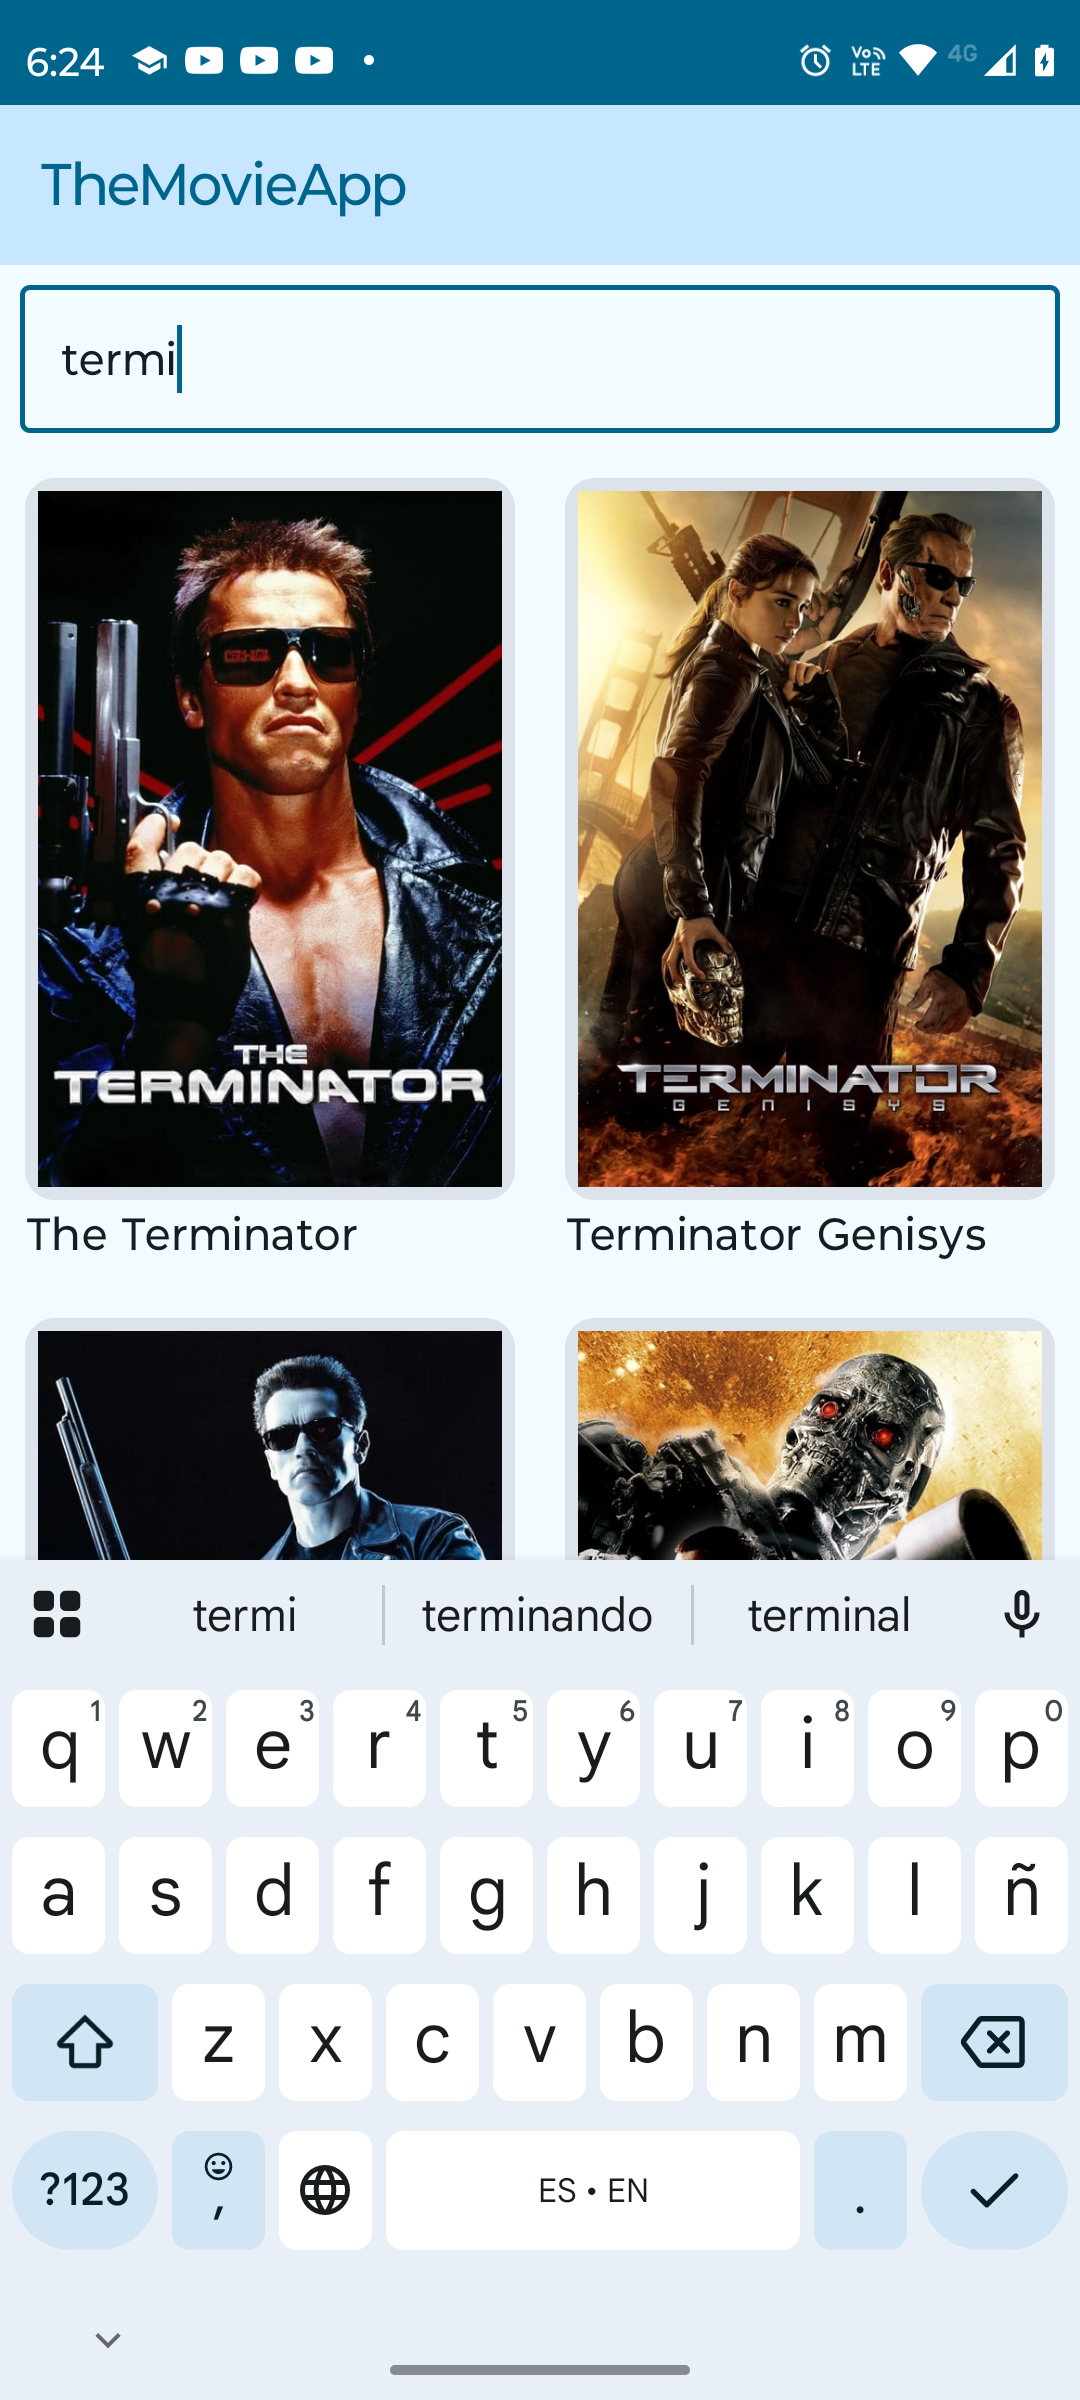 6:24 Vo LTE 4G
TheMovieApp
termi
THE
TERMINATOR
TERMINATOR
GENISYS
The Terminator
Terminator Genisys
termi terminando terminal
q 1 w 2 e 3 r 4 t 5 y 6 u 7 i 8 o 9 p 0
a s d f g h j k l ñ
z x c v b n m
?123 , ES • EN .